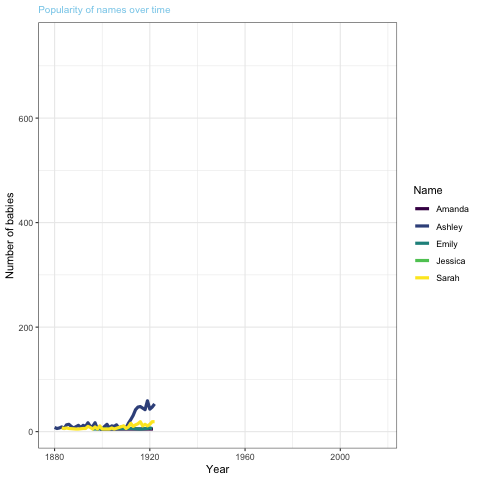 Popularity of names over time
Number of babies
600
400
200
0
1880
1920
1960
2000
Year
Name
Amanda
Ashley
Emily
Jessica
Sarah